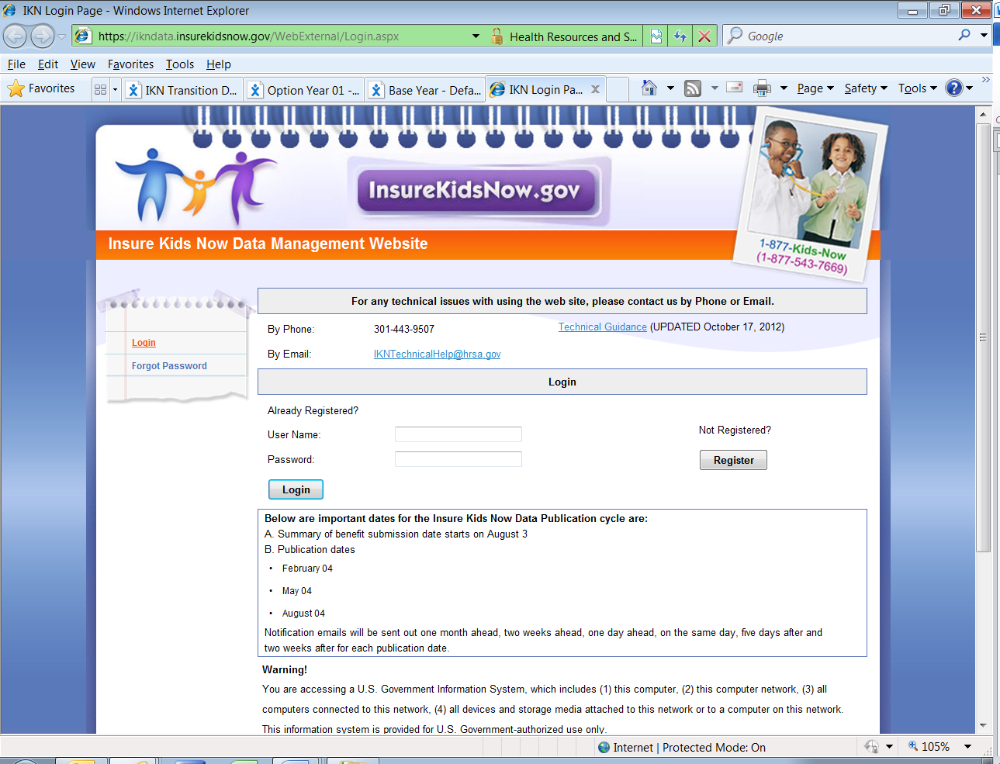 IKN Login Page - Windows Internet Explorer
https://ikndata.insurekidsnow.gov/WebExternal/Login.aspx
Health Resources and S...
Google
File Edit View Favorites Tools Help
Favorites
IKN Transition D...
Option Year 01 -...
Base Year - Defa...
IKN Login Pa...
Page
Safety
Tools
InsureKidsNow.gov
1-877-Kids-Now
(1-877-543-7669)
Insure Kids Now Data Management Website
Login
Forgot Password
For any technical issues with using the web site, please contact us by Phone or Email.
By Phone: 301-443-9507 Technical Guidance (UPDATED October 17, 2012)
By Email: IKNTechnicalHelp@hrsa.gov
Login
Already Registered?
Not Registered?
User Name:
Password:
Register
Login
Below are important dates for the Insure Kids Now Data Publication cycle are:
A. Summary of benefit submission date starts on August 3
B. Publication dates
• February 04
• May 04
• August 04
Notification emails will be sent out one month ahead, two weeks ahead, one day ahead, on the same day, five days after and
two weeks after for each publication date.
Warning!
You are accessing a U.S. Government Information System, which includes (1) this computer, (2) this computer network, (3) all
computers connected to this network, (4) all devices and storage media attached to this network or to a computer on this network.
This information system is provided for U.S. Government-authorized use only.
Internet | Protected Mode: On
105%